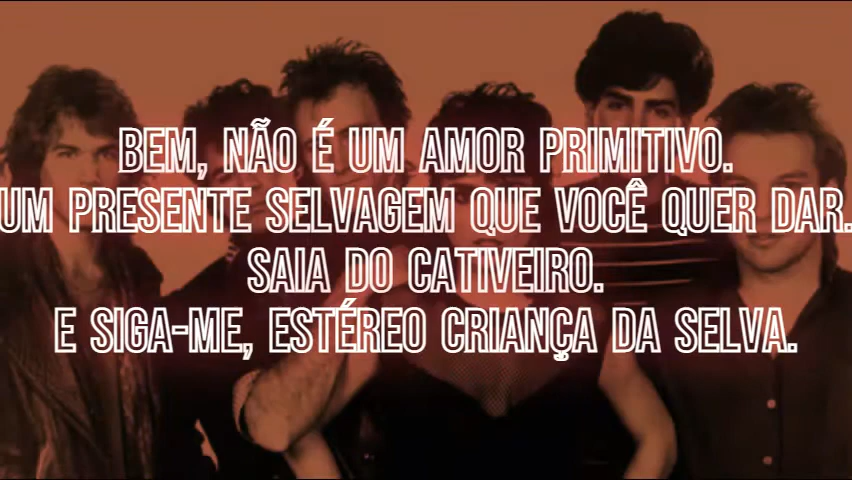 BEM, NÃO É UM AMOR PRIMITIVO.
UM PRESENTE SELVAGEM QUE VOCÊ QUER DAR.
SAIA DO CATIVEIRO.
E SIGA-ME, ESTÉREO CRIANÇA DA SELVA.